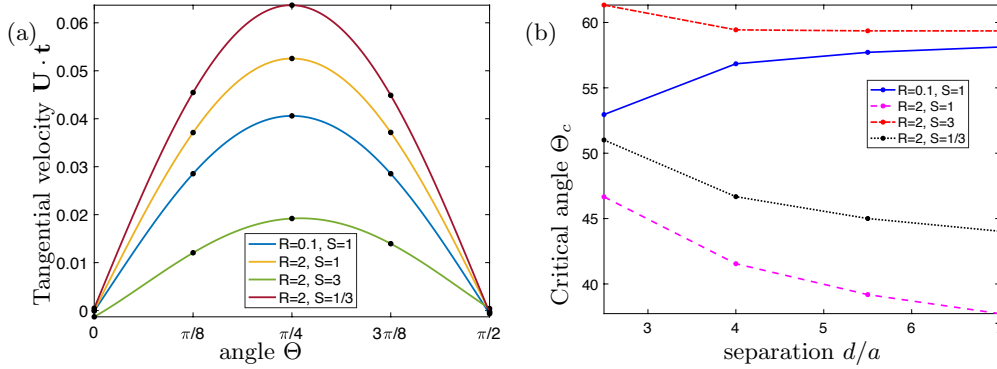 (a)
Tangential velocity U · t
0.06
0.05
0.04
0.03
0.02
0.01
0
0 π/8 π/4 3π/8 π/2
angle Θ
R=0.1, S=1
R=2, S=1
R=2, S=3
R=2, S=1/3
(b)
Critical angle Θc
60
55
50
45
40
3 4 5 6
separation d/a
R=0.1, S=1
R=2, S=1
R=2, S=3
R=2, S=1/3